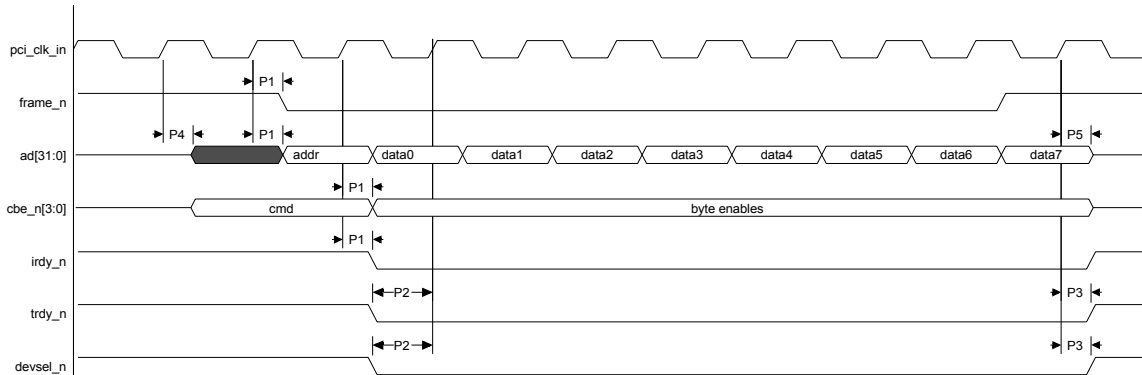 pci_clk_in
P1
frame_n
P4 P1 P5
ad[31:0] addr data0 data1 data2 data3 data4 data5 data6 data7
P1
cbe_n[3:0] cmd byte enables
P1
irdy_n
P2 P3
trdy_n
P2 P3
devsel_n